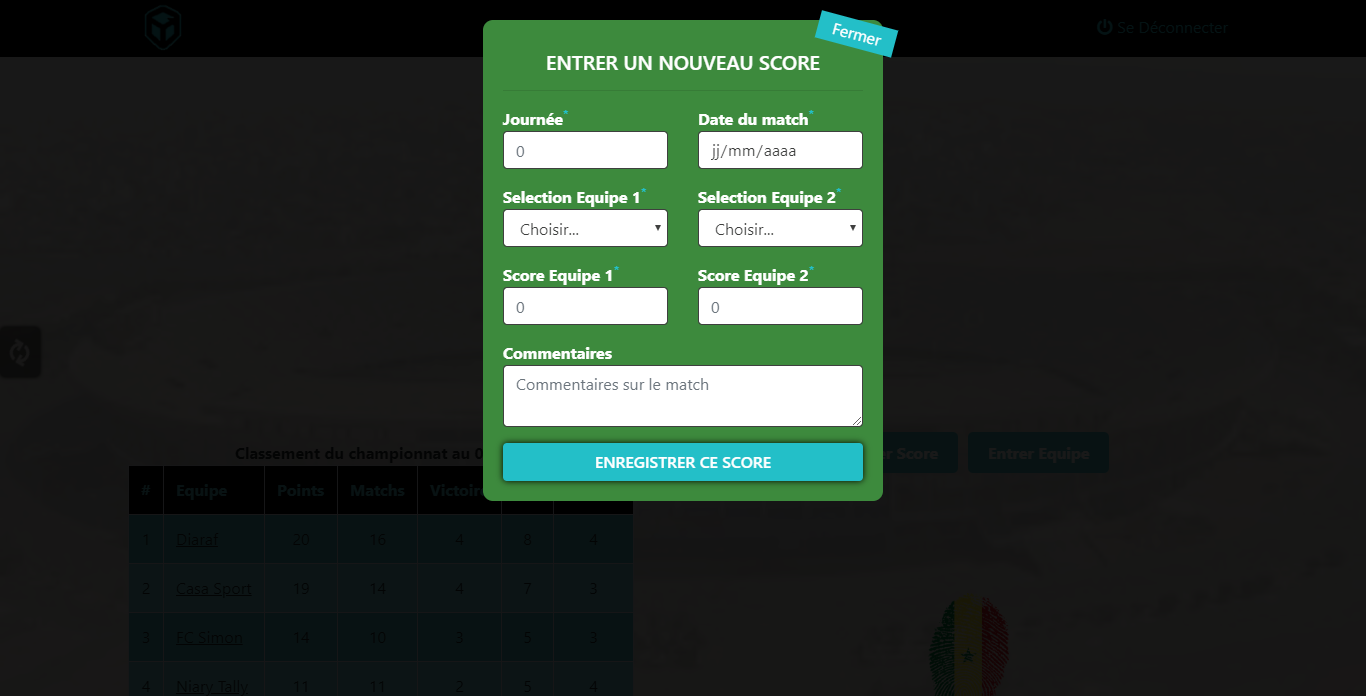 Se Déconnecter
Fermer
ENTRER UN NOUVEAU SCORE
Journée* Date du match*
0 jj/mm/aaaa
Selection Equipe 1* Selection Equipe 2*
Choisir... Choisir...
Score Equipe 1* Score Equipe 2*
0 0
Commentaires
Commentaires sur le match
ENREGISTRER CE SCORE
Classement du championnat au 0
Score Entrer Equipe
# Equipe Points Matchs Victoir
1 Diaraf 20 16 4 8 4
2 Casa Sport 19 14 4 7 3
3 FC Simon 14 10 3 5 3
4 Niary Tally 11 11 2 5 4